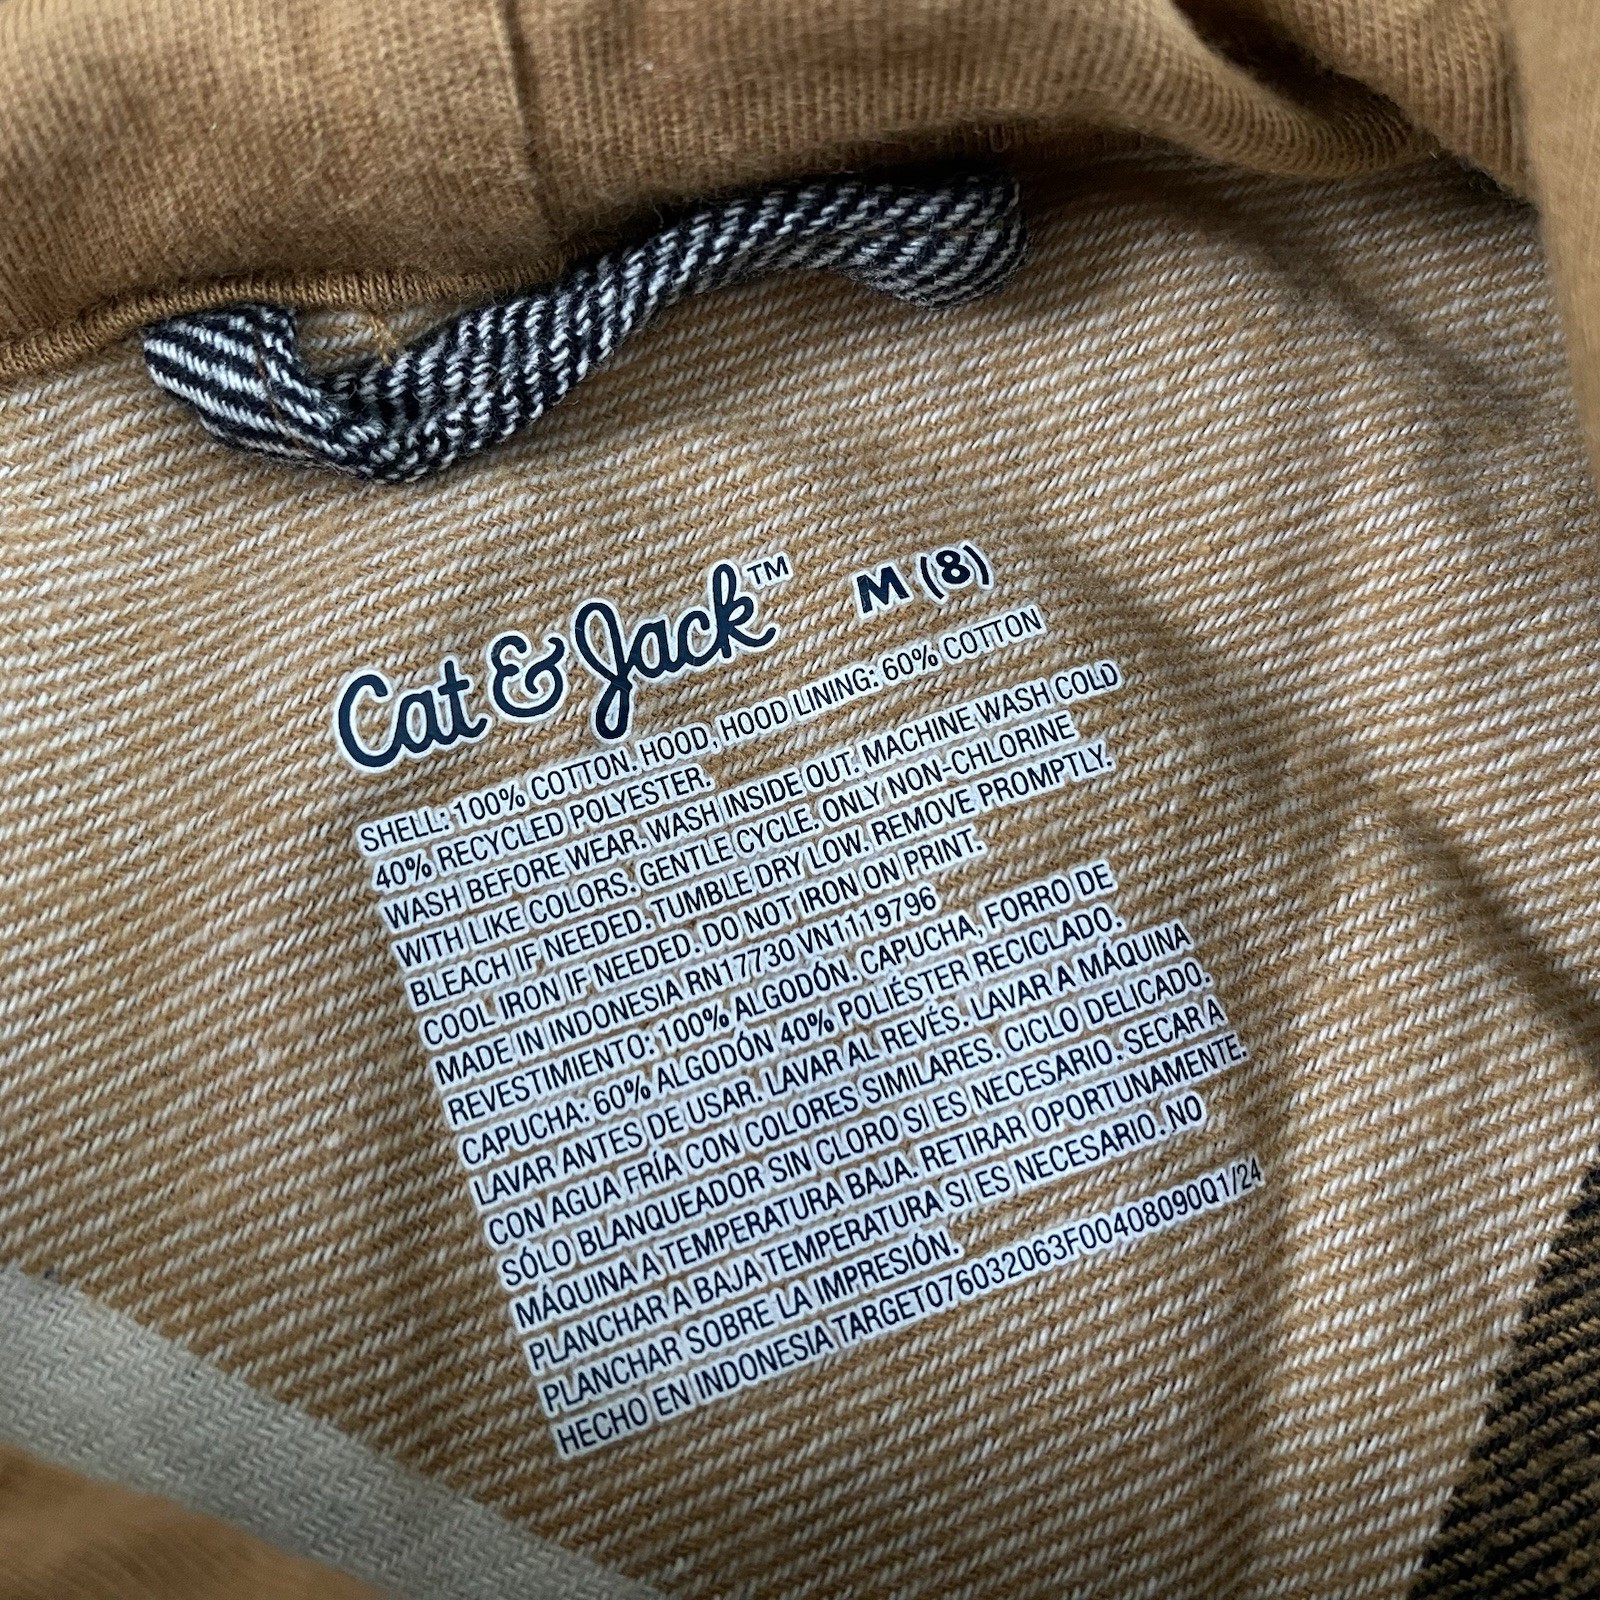 Cat & Jack™ M (8)
SHELL: 100% COTTON. HOOD, HOOD LINING: 60% COTTON
40% RECYCLED POLYESTER.
WASH BEFORE WEAR. WASH INSIDE OUT. MACHINE WASH COLD
WITH LIKE COLORS. GENTLE CYCLE. ONLY NON-CHLORINE
BLEACH IF NEEDED. TUMBLE DRY LOW. REMOVE PROMPTLY.
COOL IRON IF NEEDED. DO NOT IRON ON PRINT.
MADE IN INDONESIA RN17730 VN1119796
REVESTIMIENTO: 100% ALGODÓN. CAPUCHA, FORRO DE
CAPUCHA: 60% ALGODÓN 40% POLIÉSTER RECICLADO.
LAVAR ANTES DE USAR. LAVAR AL REVÉS. LAVAR A MÁQUINA
CON AGUA FRÍA CON COLORES SIMILARES. CICLO DELICADO.
SÓLO BLANQUEADOR SIN CLORO SI ES NECESARIO. SECAR A
MÁQUINA A TEMPERATURA BAJA. RETIRAR OPORTUNAMENTE.
PLANCHAR A BAJA TEMPERATURA SI ES NECESARIO. NO
PLANCHAR SOBRE LA IMPRESIÓN.
HECHO EN INDONESIA TARGET076032063F00408090Q1/24